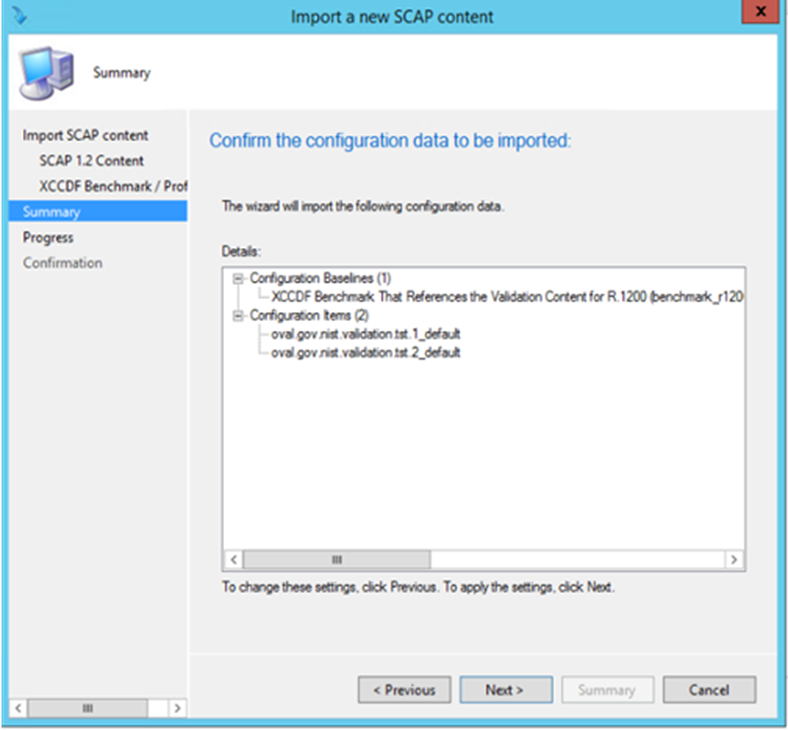 Import a new SCAP content
x
Summary
Import SCAP content
SCAP 1.2 Content
XCCDF Benchmark / Prof
Summary
Progress
Confirmation
Confirm the configuration data to be imported:
The wizard will import the following configuration data.
Details:
Configuration Baselines (1)
XCCDF Benchmark That References the Validation Content for R.1200 (benchmark_r120
Configuration Items (2)
oval.gov.nist.validation.tst.1_default
oval.gov.nist.validation.tst.2_default
To change these settings, click Previous. To apply the settings, click Next.
< Previous
Next >
Summary
Cancel